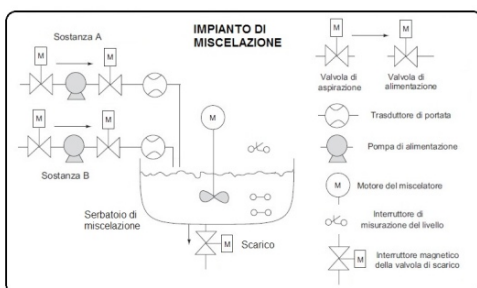 IMPIANTO DI
MISCELAZIONE
Sostanza A
M
M
M
M
Sostanza B
M
M
M
Serbatoio di
miscelazione
M
Scarico
M
M
Valvola di
aspirazione
Valvola di
alimentazione
Trasduttore di portata
Pompa di alimentazione
M
Motore del miscelatore
Interruttore di
misurazione del livello
M
Interruttore magnetico
della valvola di scarico